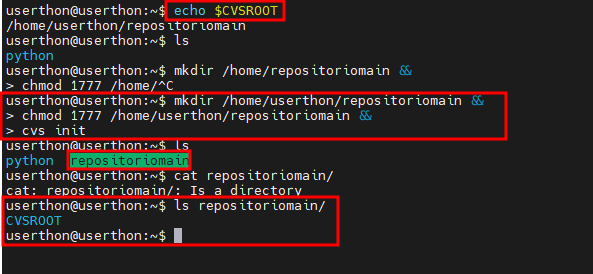 userthon@userthon:~$ echo $CVSROOT
/home/userthon/repositoriomain
userthon@userthon:~$ ls
python
userthon@userthon:~$ mkdir /home/repositoriomain &&
> chmod 1777 /home/^C
userthon@userthon:~$ mkdir /home/userthon/repositoriomain &&
> chmod 1777 /home/userthon/repositoriomain &&
> cvs init
userthon@userthon:~$ ls
python  repositoriomain
userthon@userthon:~$ cat repositoriomain/
cat: repositoriomain/: Is a directory
userthon@userthon:~$ ls repositoriomain/
CVSROOT
userthon@userthon:~$